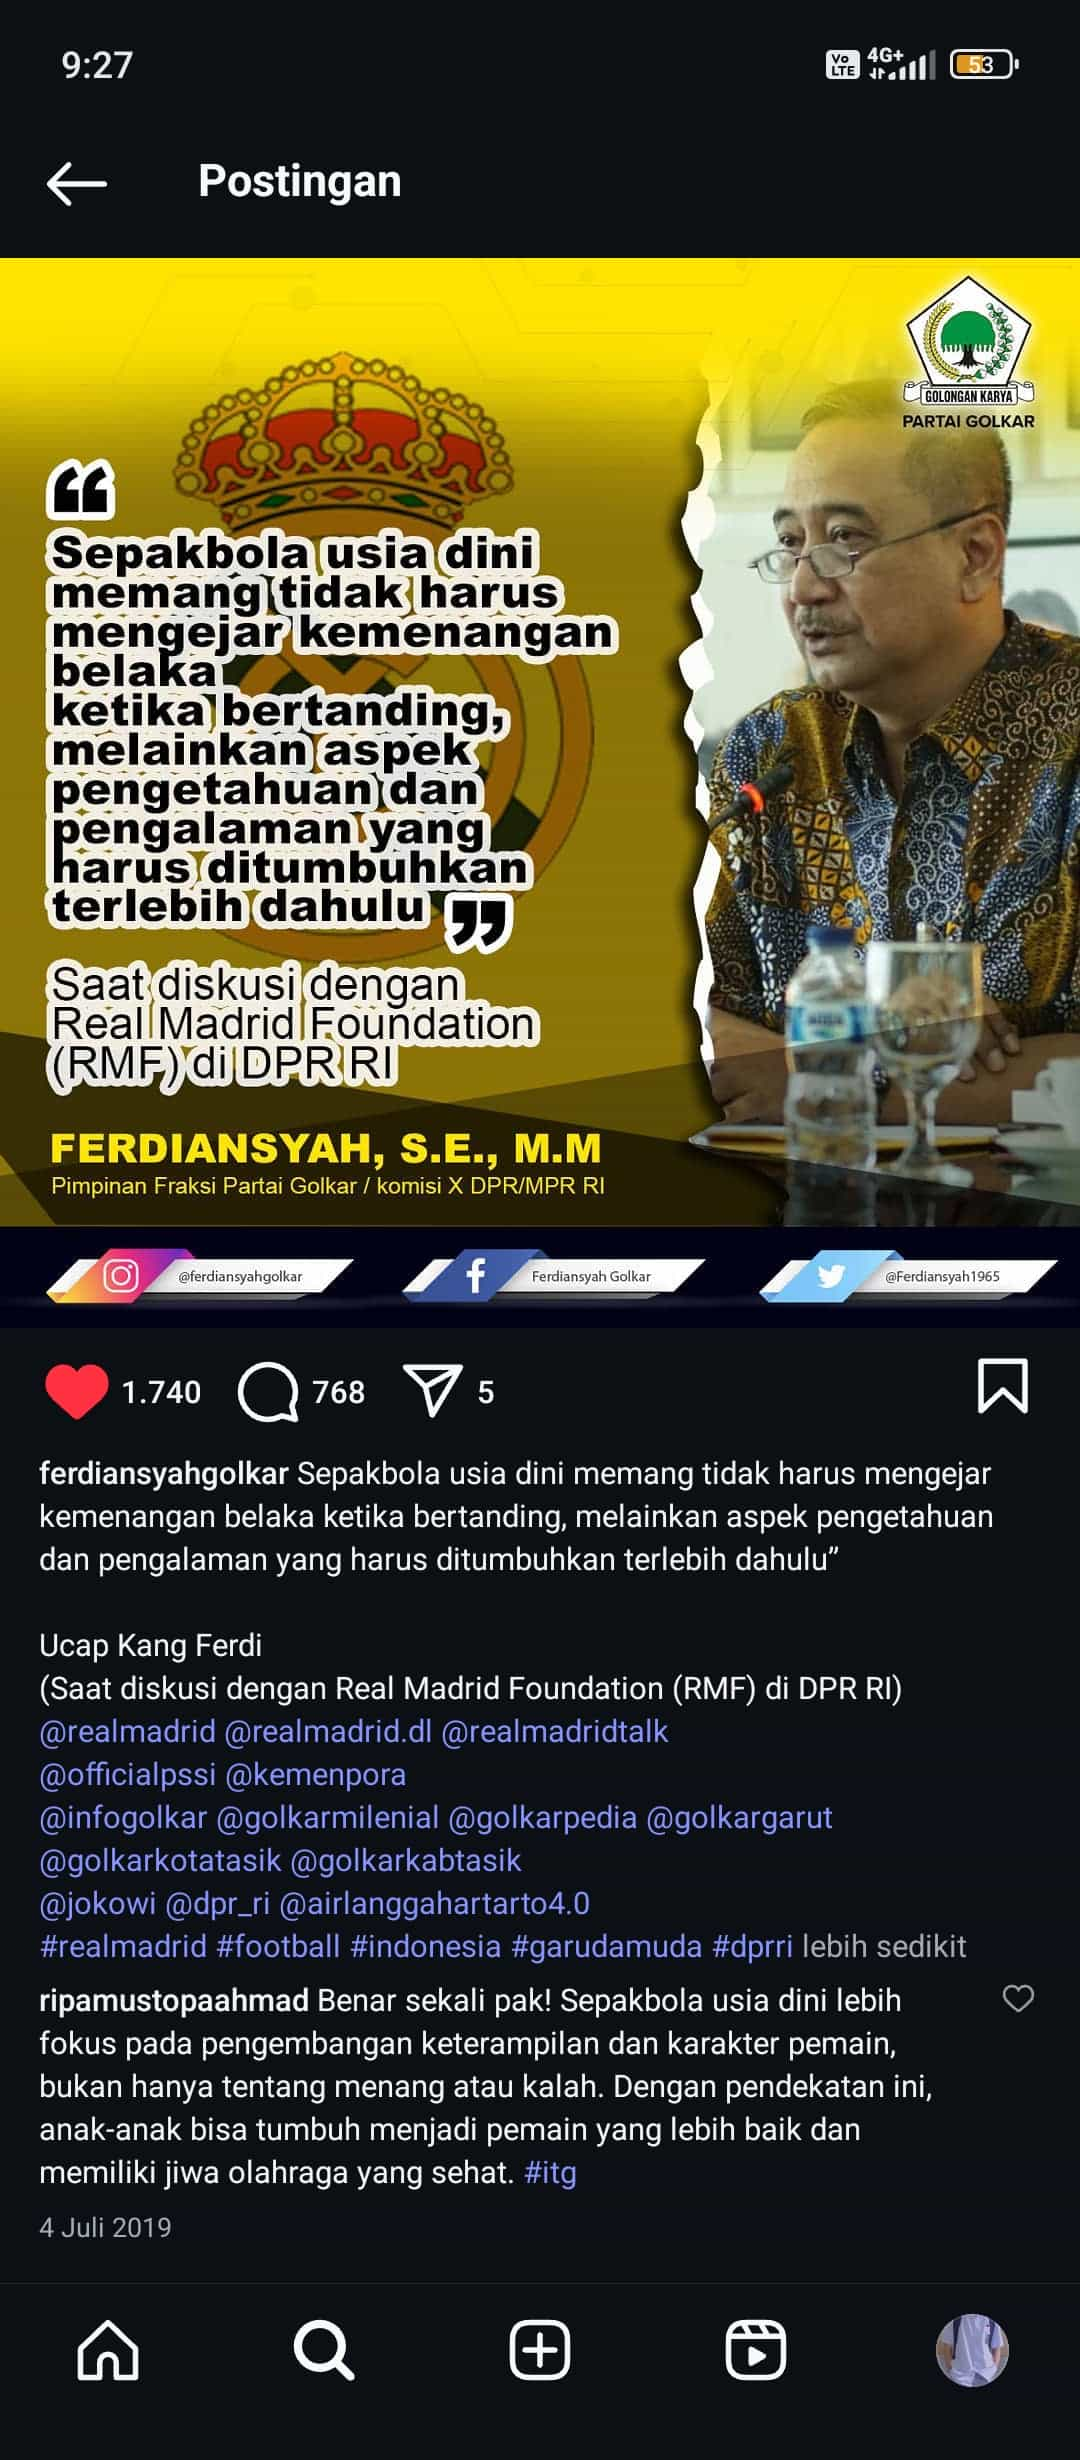 9:27
Vo LTE 4G+ 53
Postingan
GOLONGAN KARYA
PARTAI GOLKAR
“
Sepakbola usia dini
memang tidak harus
mengejar kemenangan
belaka
ketika bertanding,
melainkan aspek
pengetahuan dan
pengalaman yang
harus ditumbuhkan
terlebih dahulu ”
Saat diskusi dengan
Real Madrid Foundation
(RMF) di DPR RI
FERDIANSYAH, S.E., M.M
Pimpinan Fraksi Partai Golkar / komisi X DPR/MPR RI
@ferdiansyahgolkar Ferdiansyah Golkar @Ferdiansyah1965
1.740 768 5
ferdiansyahgolkar Sepakbola usia dini memang tidak harus mengejar
kemenangan belaka ketika bertanding, melainkan aspek pengetahuan
dan pengalaman yang harus ditumbuhkan terlebih dahulu”
Ucap Kang Ferdi
(Saat diskusi dengan Real Madrid Foundation (RMF) di DPR RI)
@realmadrid @realmadrid.dl @realmadridtalk
@officialpssi @kemenpora
@infogolkar @golkarmilenial @golkarpedia @golkargarut
@golkarkotatasik @golkarkabtasik
@jokowi @dpr_ri @airlanggahartarto4.0
#realmadrid #football #indonesia #garudamuda #dprri lebih sedikit
ripamustopaahmad Benar sekali pak! Sepakbola usia dini lebih
fokus pada pengembangan keterampilan dan karakter pemain,
bukan hanya tentang menang atau kalah. Dengan pendekatan ini,
anak-anak bisa tumbuh menjadi pemain yang lebih baik dan
memiliki jiwa olahraga yang sehat. #itg
4 Juli 2019